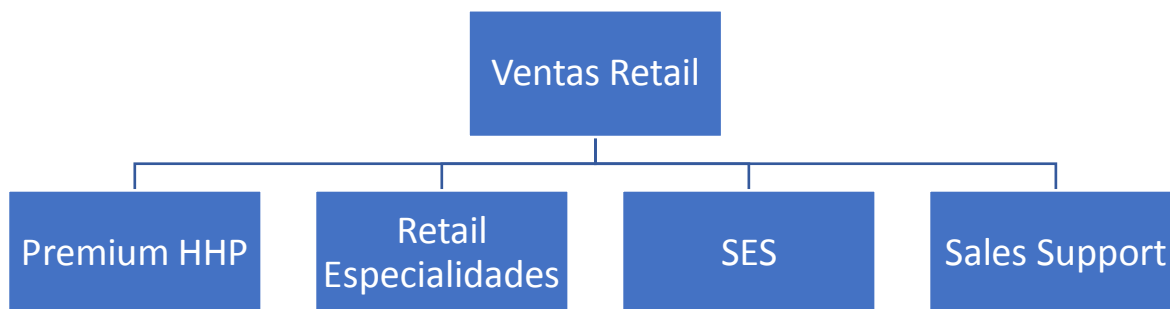 Ventas Retail
Premium HHP
Retail
Especialidades
SES
Sales Support